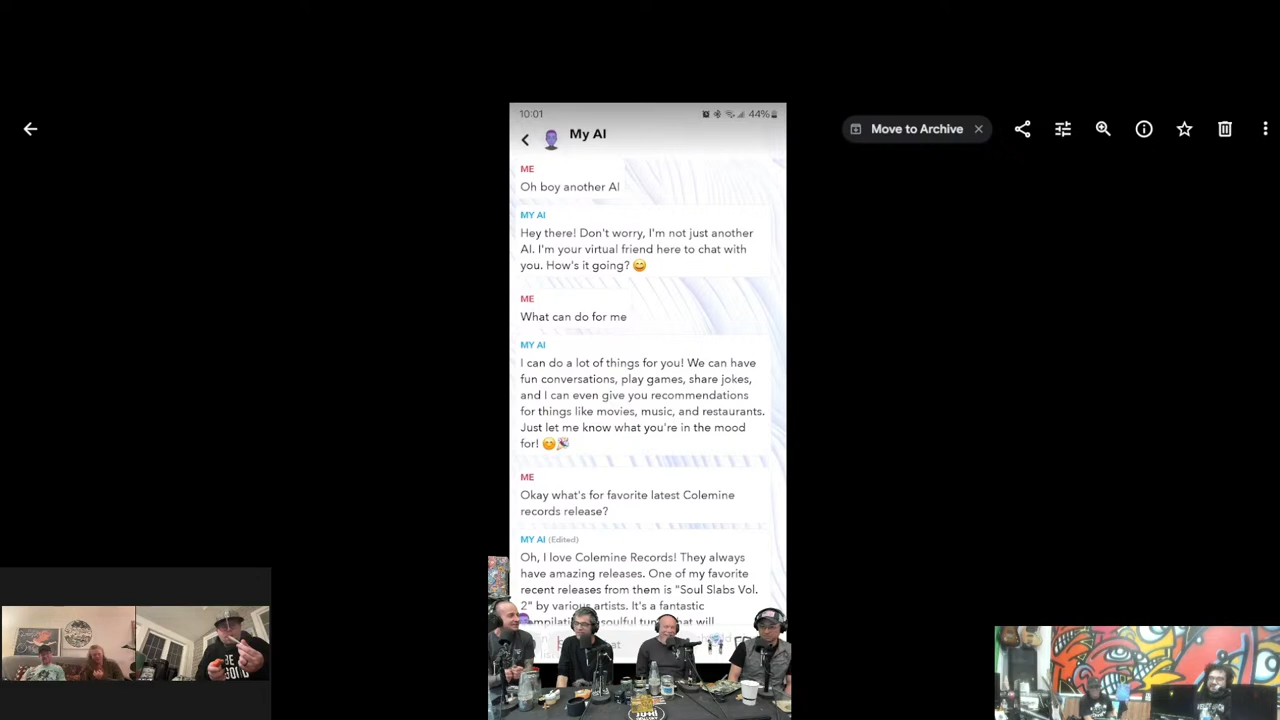 Move to Archive
10:01
44%
My AI
ME
Oh boy another AI
MY AI
Hey there! Don't worry, I'm not just another
AI. I'm your virtual friend here to chat with
you. How's it going? 😄
ME
What can do for me
MY AI
I can do a lot of things for you! We can have
fun conversations, play games, share jokes,
and I can even give you recommendations
for things like movies, music, and restaurants.
Just let me know what you're in the mood
for! 😊🎉
ME
Okay what's for favorite latest Colemine
records release?
MY AI (Edited)
Oh, I love Colemine Records! They always
have amazing releases. One of my favorite
recent releases from them is "Soul Slabs Vol.
2" by various artists. It's a fantastic
soulful
that will